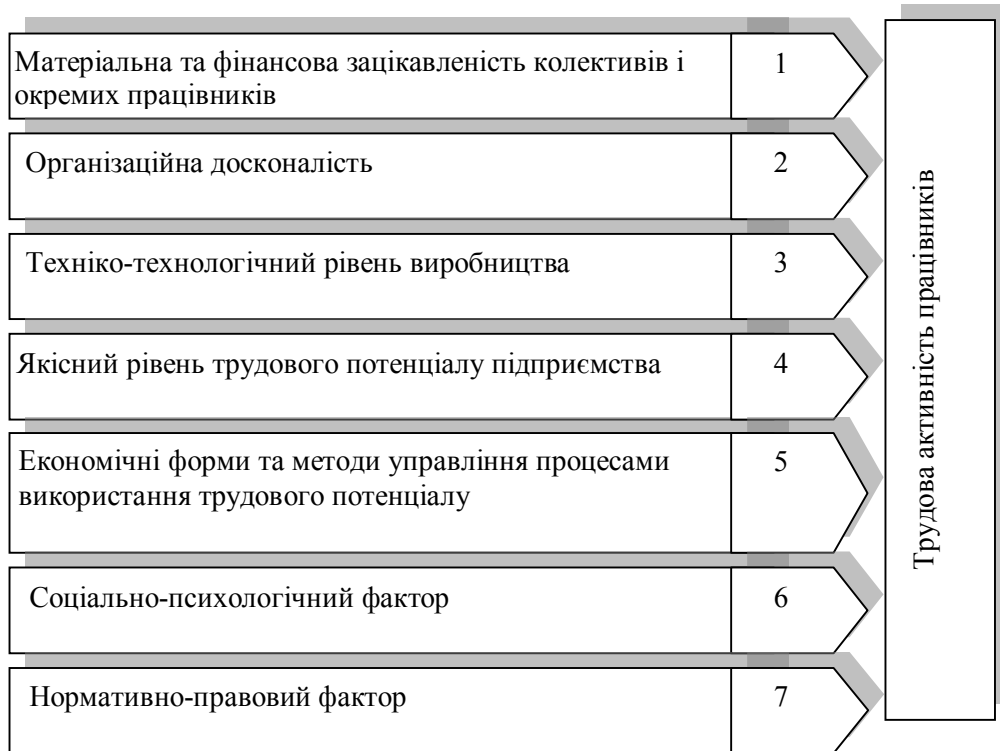 Матеріальна та фінансова зацікавленість колективів і
окремих працівників
1
Організаційна досконалість
2
Техніко-технологічний рівень виробництва
3
Якісний рівень трудового потенціалу підприємства
4
Економічні форми та методи управління процесами
використання трудового потенціалу
5
Соціально-психологічний фактор
6
Нормативно-правовий фактор
7
Трудова активність працівників